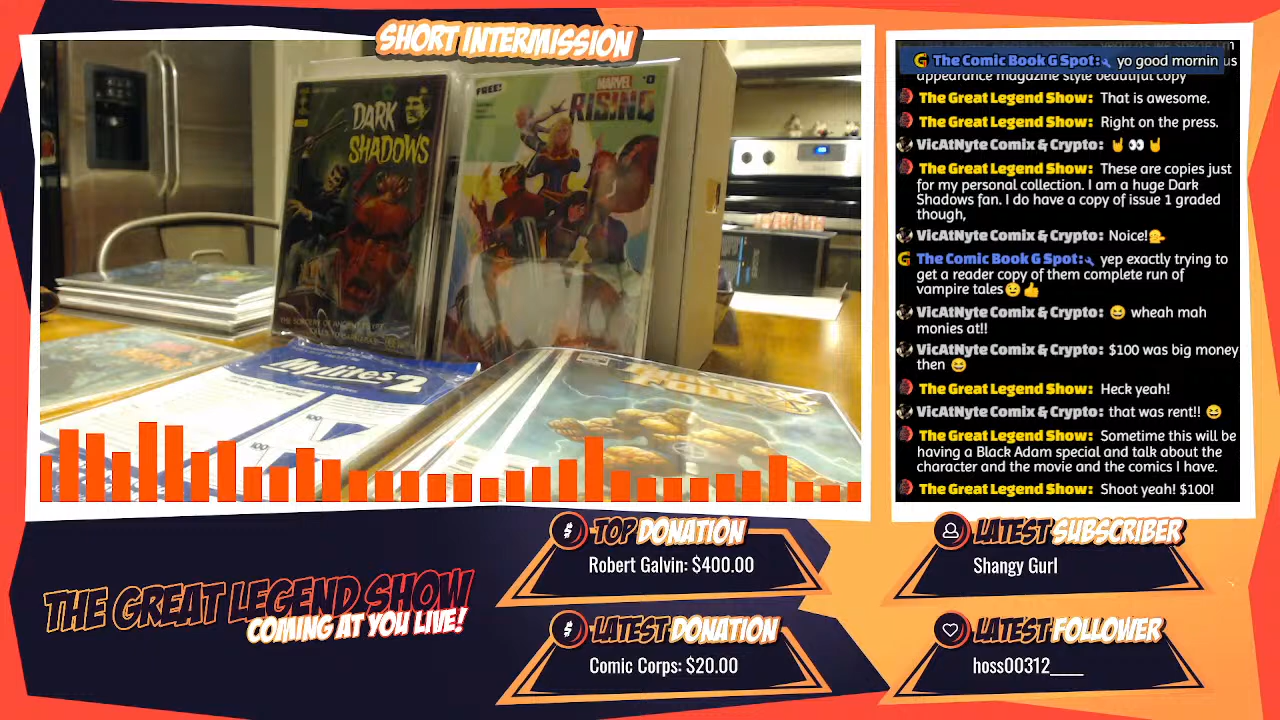 SHORT INTERMISSION
DARK
SHADOWS
FREE!
MARVEL
RISING
#0
Mylites 2
The Comic Book G Spot: yo good mornin
appearance magazine style beautiful copy
The Great Legend Show: That is awesome.
The Great Legend Show: Right on the press.
VicAtNyte Comix & Crypto: 🤘👀🤘
The Great Legend Show: These are copies just
for my personal collection. I am a huge Dark
Shadows fan. I do have a copy of issue 1 graded
though,
VicAtNyte Comix & Crypto: Noice!
The Comic Book G Spot: yep exactly trying to
get a reader copy of them complete run of
vampire tales😉👍
VicAtNyte Comix & Crypto: 😄 wheah mah
monies at!!
VicAtNyte Comix & Crypto: $100 was big money
then 😄
The Great Legend Show: Heck yeah!
VicAtNyte Comix & Crypto: that was rent!! 😄
The Great Legend Show: Sometime this will be
having a Black Adam special and talk about the
character and the movie and the comics I have.
The Great Legend Show: Shoot yeah! $100!
THE GREAT LEGEND SHOW
COMING AT YOU LIVE!
TOP DONATION
Robert Galvin: $400.00
LATEST DONATION
Comic Corps: $20.00
LATEST SUBSCRIBER
Shangy Gurl
LATEST FOLLOWER
hoss00312____